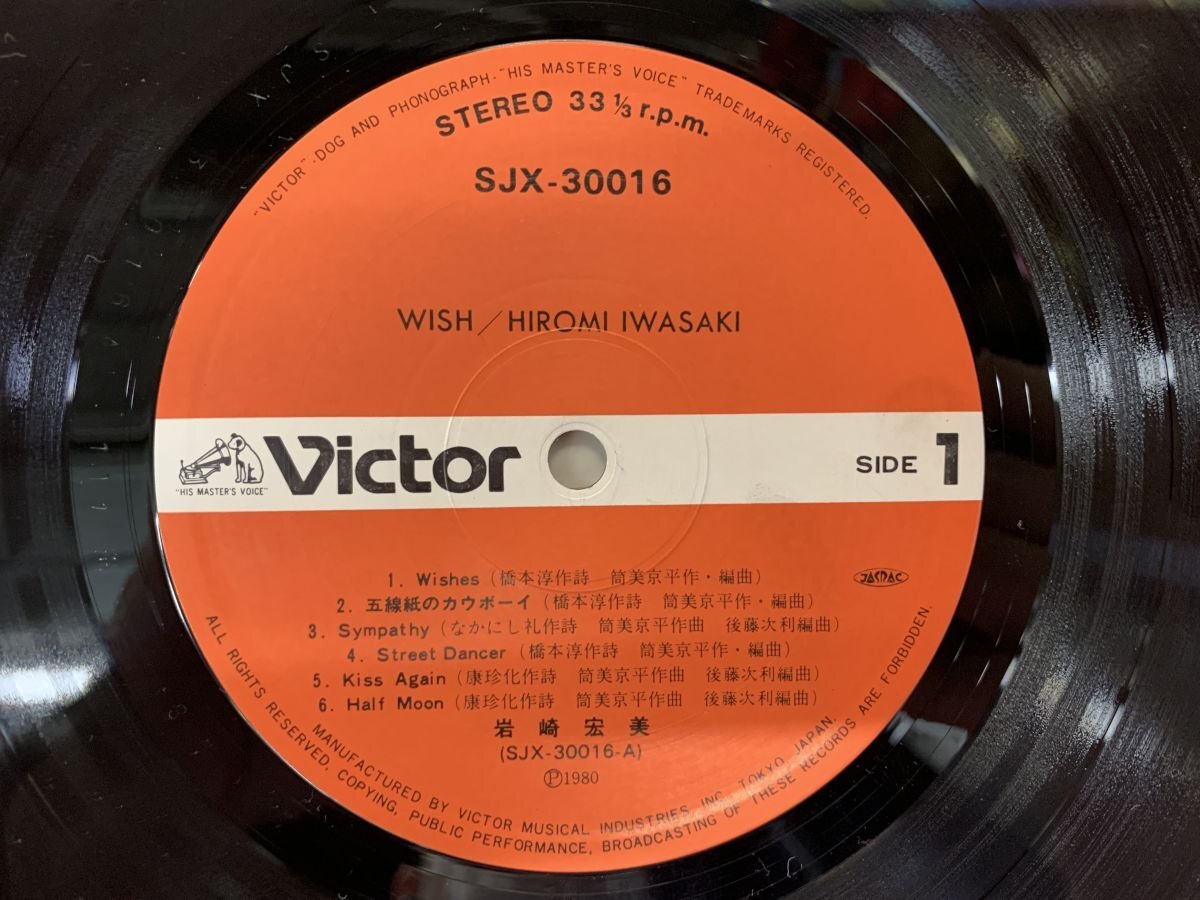 "VICTOR"·DOG AND PHONOGRAPH·"HIS MASTER'S VOICE" TRADEMARKS REGISTERED.
STEREO 33 ⅓ r.p.m.
SJX-30016
WISH／HIROMI IWASAKI
"HIS MASTER'S VOICE"
Victor
SIDE 1
1. Wishes (橋本淳作詩 筒美京平作・編曲)
JASRAC
2. 五線紙のカウボーイ (橋本淳作詩 筒美京平作・編曲)
3. Sympathy (なかにし礼作詩 筒美京平作曲 後藤次利編曲)
4. Street Dancer (橋本淳作詩 筒美京平作・編曲)
5. Kiss Again (康珍化作詩 筒美京平作曲 後藤次利編曲)
6. Half Moon (康珍化作詩 筒美京平作曲 後藤次利編曲)
岩崎宏美
(SJX-30016-A)
Ⓟ1980
MANUFACTURED BY VICTOR MUSICAL INDUSTRIES, INC. TOKYO, JAPAN.
ALL RIGHTS RESERVED. COPYING, PUBLIC PERFORMANCE, BROADCASTING OF THESE RECORDS ARE FORBIDDEN.